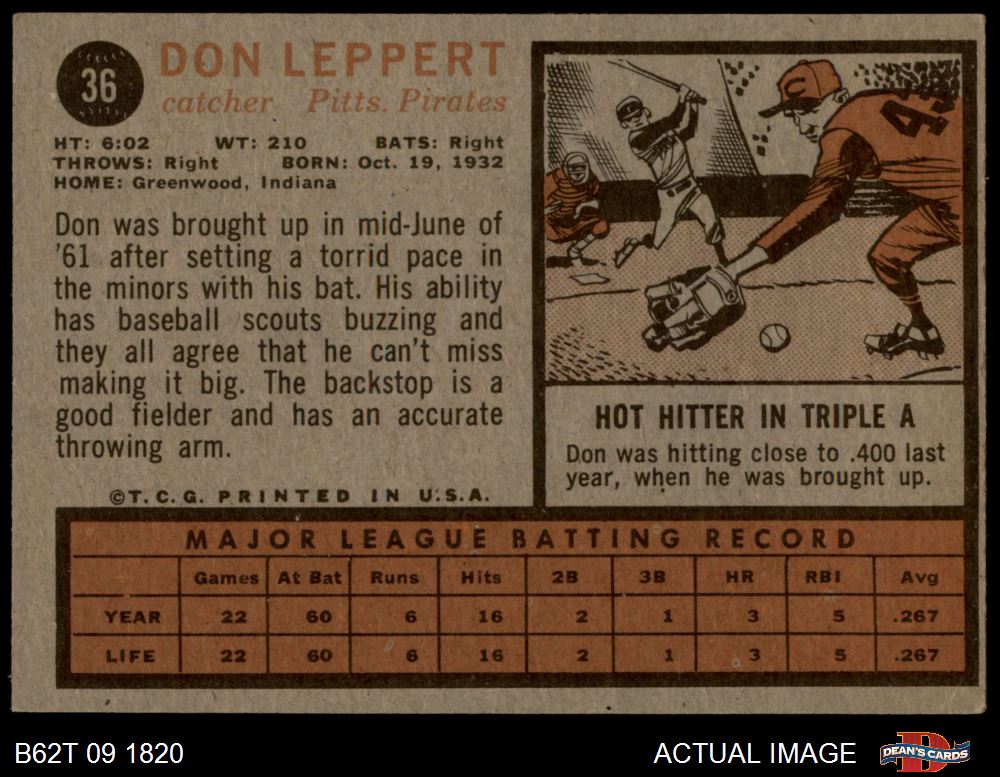 36
DON LEPPERT
catcher Pitts. Pirates
HT: 6:02 WT: 210 BATS: Right
THROWS: Right BORN: Oct. 19, 1932
HOME: Greenwood, Indiana
Don was brought up in mid-June of
'61 after setting a torrid pace in
the minors with his bat. His ability
has baseball scouts buzzing and
they all agree that he can't miss
making it big. The backstop is a
good fielder and has an accurate
throwing arm.
©T.C.G. PRINTED IN U.S.A.
C
HOT HITTER IN TRIPLE A
Don was hitting close to .400 last
year, when he was brought up.
MAJOR LEAGUE BATTING RECORD
Games At Bat Runs Hits 2B 3B HR RBI Avg
YEAR 22 60 6 16 2 1 3 5 .267
LIFE 22 60 6 16 2 1 3 5 .267
B62T 09 1820 ACTUAL IMAGE DEAN'S CARDS